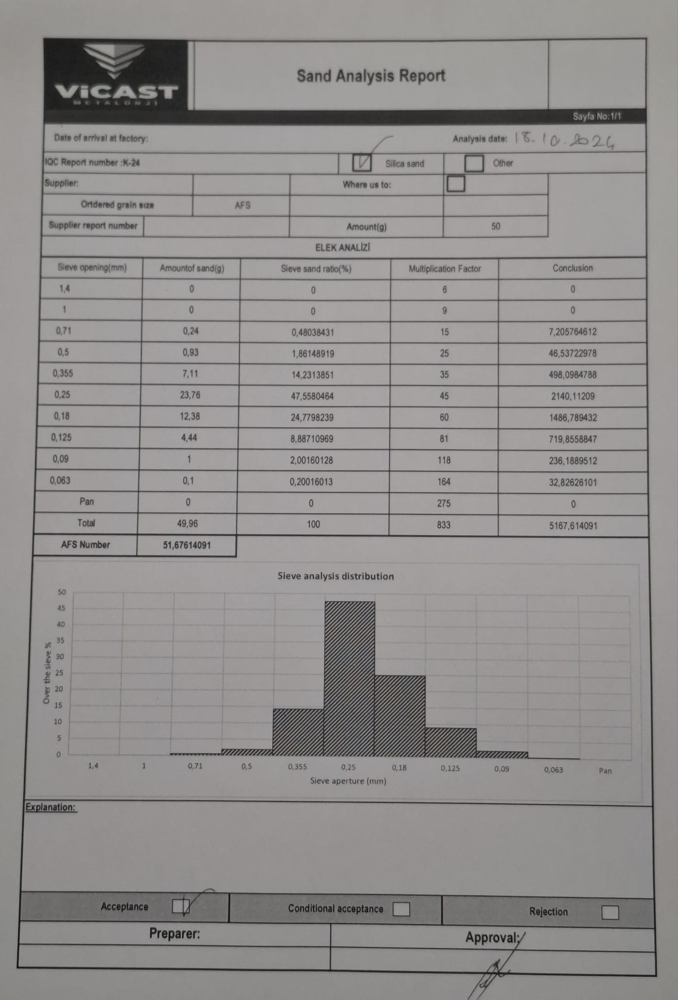 ViCAST
METALURJİ
Sand Analysis Report
Sayfa No:1/1
Date of arrival at factory: Analysis date: 18.10.2024
IQC Report number :K-24 Silica sand Other
Supplier: Where us to:
Ortdered grain size AFS
Supplier report number Amount(g) 50
ELEK ANALİZİ
Sieve opening(mm) Amountof sand(g) Sieve sand ratio(%) Multiplication Factor Conclusion
1,4 0 0 6 0
1 0 0 9 0
0,71 0,24 0,48038431 15 7,205764612
0,5 0,93 1,86148919 25 46,53722978
0,355 7,11 14,2313851 35 498,0984788
0,25 23,76 47,5580464 45 2140,11209
0,18 12,38 24,7798239 60 1486,789432
0,125 4,44 8,88710969 81 719,8558847
0,09 1 2,00160128 118 236,1889512
0,063 0,1 0,20016013 164 32,82626101
Pan 0 0 275 0
Total 49,96 100 833 5167,614091
AFS Number 51,67614091
Sieve analysis distribution
50
45
40
35
30
25
20
15
10
5
0
Over the sieve %
1,4 1 0,71 0,5 0,355 0,25 0,18 0,125 0,09 0,063 Pan
Sieve aperture (mm)
Explanation:
Acceptance Conditional acceptance Rejection
Preparer: Approval: